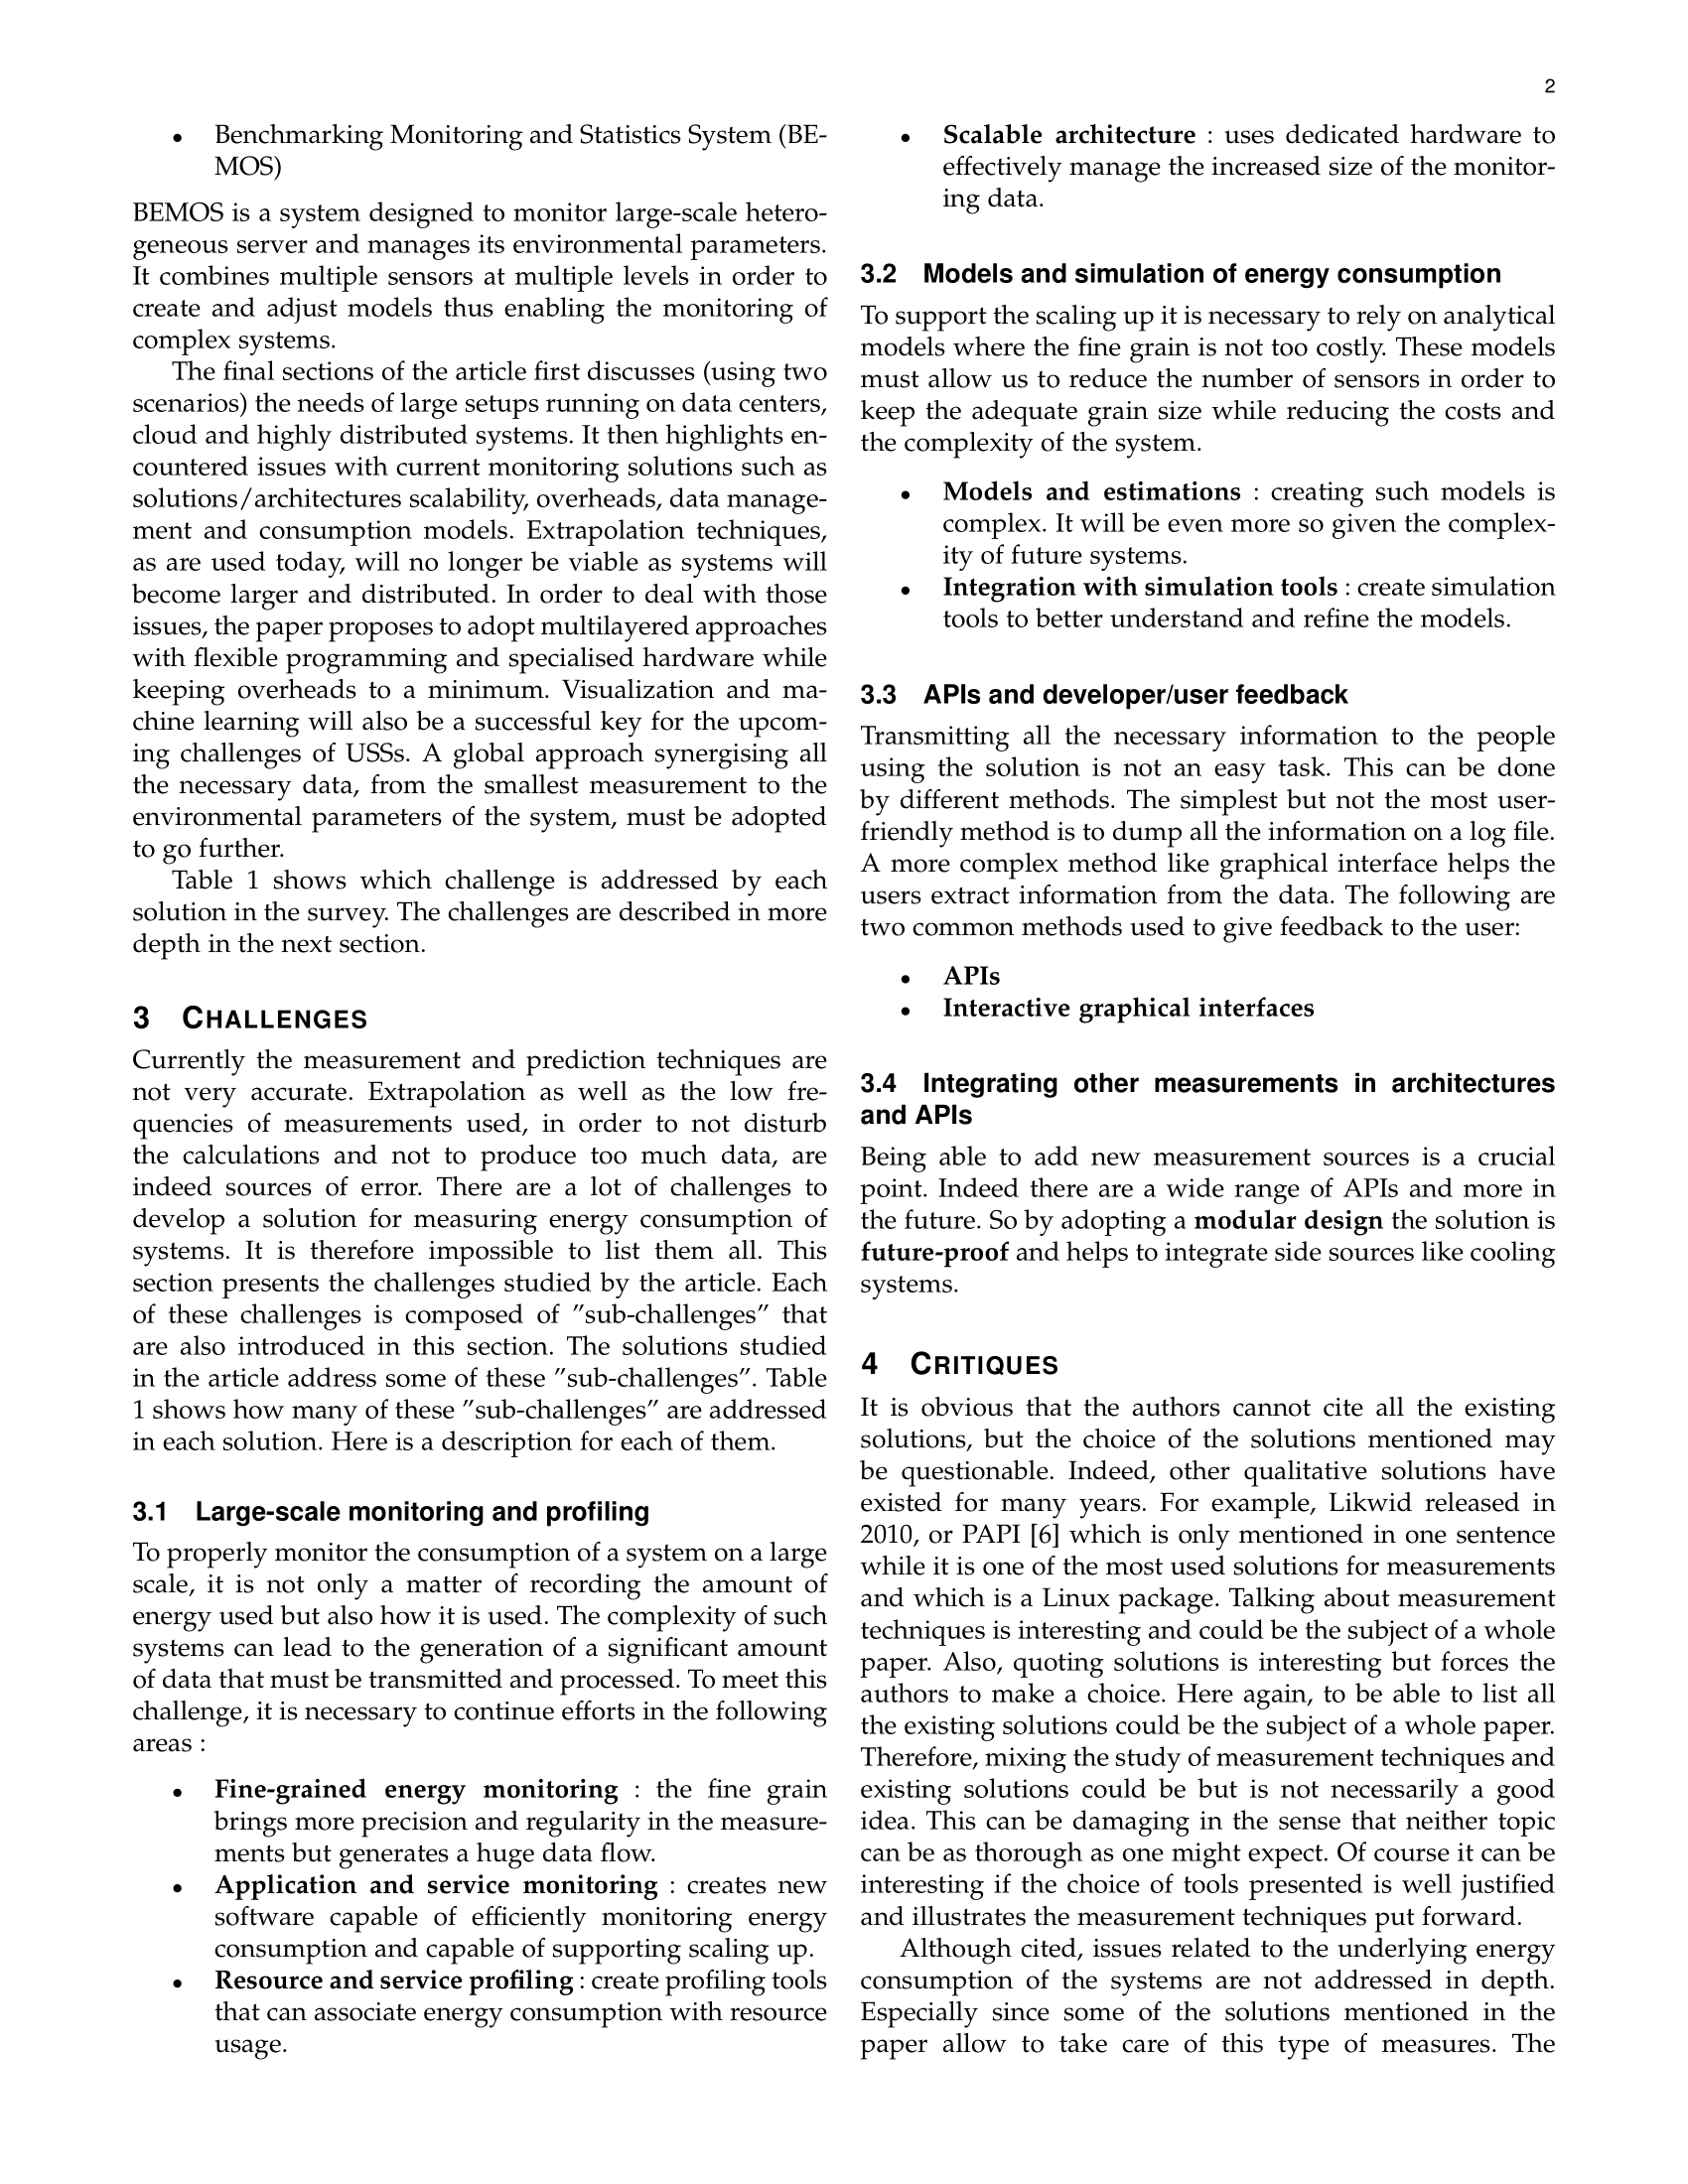 2
• Benchmarking Monitoring and Statistics System (BE-
MOS)
BEMOS is a system designed to monitor large-scale hetero-
geneous server and manages its environmental parameters.
It combines multiple sensors at multiple levels in order to
create and adjust models thus enabling the monitoring of
complex systems.
The final sections of the article first discusses (using two
scenarios) the needs of large setups running on data centers,
cloud and highly distributed systems. It then highlights en-
countered issues with current monitoring solutions such as
solutions/architectures scalability, overheads, data manage-
ment and consumption models. Extrapolation techniques,
as are used today, will no longer be viable as systems will
become larger and distributed. In order to deal with those
issues, the paper proposes to adopt multilayered approaches
with flexible programming and specialised hardware while
keeping overheads to a minimum. Visualization and ma-
chine learning will also be a successful key for the upcom-
ing challenges of USSs. A global approach synergising all
the necessary data, from the smallest measurement to the
environmental parameters of the system, must be adopted
to go further.
Table 1 shows which challenge is addressed by each
solution in the survey. The challenges are described in more
depth in the next section.
3 CHALLENGES
Currently the measurement and prediction techniques are
not very accurate. Extrapolation as well as the low fre-
quencies of measurements used, in order to not disturb
the calculations and not to produce too much data, are
indeed sources of error. There are a lot of challenges to
develop a solution for measuring energy consumption of
systems. It is therefore impossible to list them all. This
section presents the challenges studied by the article. Each
of these challenges is composed of ”sub-challenges” that
are also introduced in this section. The solutions studied
in the article address some of these ”sub-challenges”. Table
1 shows how many of these ”sub-challenges” are addressed
in each solution. Here is a description for each of them.
3.1 Large-scale monitoring and profiling
To properly monitor the consumption of a system on a large
scale, it is not only a matter of recording the amount of
energy used but also how it is used. The complexity of such
systems can lead to the generation of a significant amount
of data that must be transmitted and processed. To meet this
challenge, it is necessary to continue efforts in the following
areas :
• Fine-grained energy monitoring : the fine grain
brings more precision and regularity in the measure-
ments but generates a huge data flow.
• Application and service monitoring : creates new
software capable of efficiently monitoring energy
consumption and capable of supporting scaling up.
• Resource and service profiling : create profiling tools
that can associate energy consumption with resource
usage.
• Scalable architecture : uses dedicated hardware to
effectively manage the increased size of the monitor-
ing data.
3.2 Models and simulation of energy consumption
To support the scaling up it is necessary to rely on analytical
models where the fine grain is not too costly. These models
must allow us to reduce the number of sensors in order to
keep the adequate grain size while reducing the costs and
the complexity of the system.
• Models and estimations : creating such models is
complex. It will be even more so given the complex-
ity of future systems.
• Integration with simulation tools : create simulation
tools to better understand and refine the models.
3.3 APIs and developer/user feedback
Transmitting all the necessary information to the people
using the solution is not an easy task. This can be done
by different methods. The simplest but not the most user-
friendly method is to dump all the information on a log file.
A more complex method like graphical interface helps the
users extract information from the data. The following are
two common methods used to give feedback to the user:
• APIs
• Interactive graphical interfaces
3.4 Integrating other measurements in architectures
and APIs
Being able to add new measurement sources is a crucial
point. Indeed there are a wide range of APIs and more in
the future. So by adopting a modular design the solution is
future-proof and helps to integrate side sources like cooling
systems.
4 CRITIQUES
It is obvious that the authors cannot cite all the existing
solutions, but the choice of the solutions mentioned may
be questionable. Indeed, other qualitative solutions have
existed for many years. For example, Likwid released in
2010, or PAPI [6] which is only mentioned in one sentence
while it is one of the most used solutions for measurements
and which is a Linux package. Talking about measurement
techniques is interesting and could be the subject of a whole
paper. Also, quoting solutions is interesting but forces the
authors to make a choice. Here again, to be able to list all
the existing solutions could be the subject of a whole paper.
Therefore, mixing the study of measurement techniques and
existing solutions could be but is not necessarily a good
idea. This can be damaging in the sense that neither topic
can be as thorough as one might expect. Of course it can be
interesting if the choice of tools presented is well justified
and illustrates the measurement techniques put forward.
Although cited, issues related to the underlying energy
consumption of the systems are not addressed in depth.
Especially since some of the solutions mentioned in the
paper allow to take care of this type of measures. The